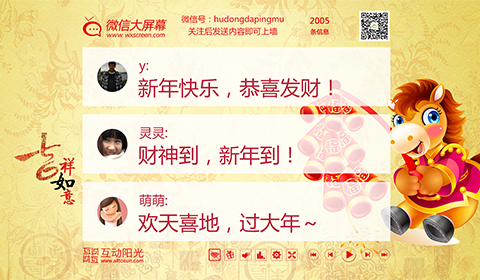 微信大屏幕
www.wxscreen.com
微信号：hudongdapingmu
关注后发送内容即可上墙
2005
条信息
y:
新年快乐，恭喜发财！
灵灵:
财神到，新年到！
萌萌:
欢天喜地，过大年～
吉祥如意
互动阳光
www.alltosun.com